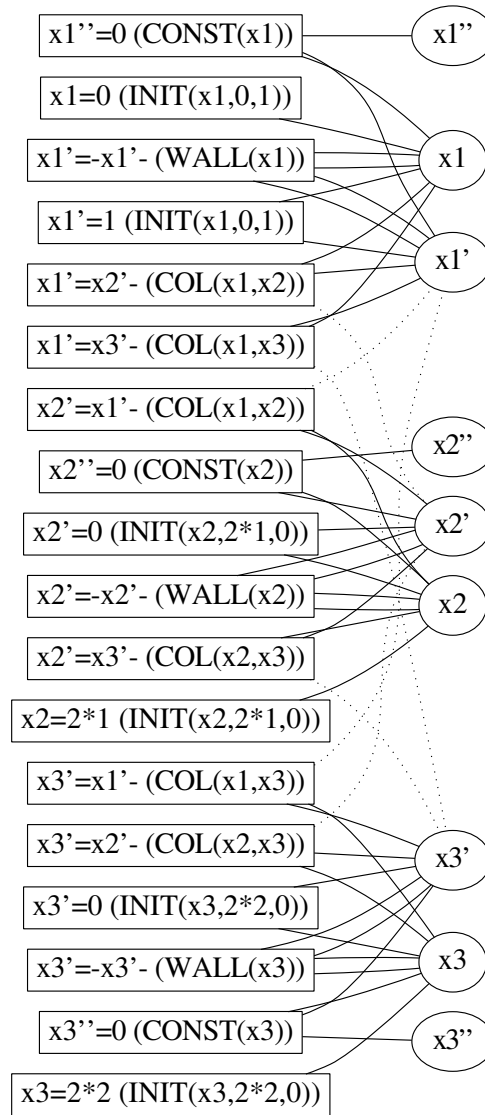 x1''=0 (CONST(x1))
x1''
x1=0 (INIT(x1,0,1))
x1
x1'=-x1'- (WALL(x1))
x1'=1 (INIT(x1,0,1))
x1'
x1'=x2'- (COL(x1,x2))
x1'=x3'- (COL(x1,x3))
x2'=x1'- (COL(x1,x2))
x2''
x2''=0 (CONST(x2))
x2'
x2'=0 (INIT(x2,2*1,0))
x2'=-x2'- (WALL(x2))
x2
x2'=x3'- (COL(x2,x3))
x2=2*1 (INIT(x2,2*1,0))
x3'=x1'- (COL(x1,x3))
x3'=x2'- (COL(x2,x3))
x3'
x3'=0 (INIT(x3,2*2,0))
x3'=-x3'- (WALL(x3))
x3
x3''=0 (CONST(x3))
x3''
x3=2*2 (INIT(x3,2*2,0))